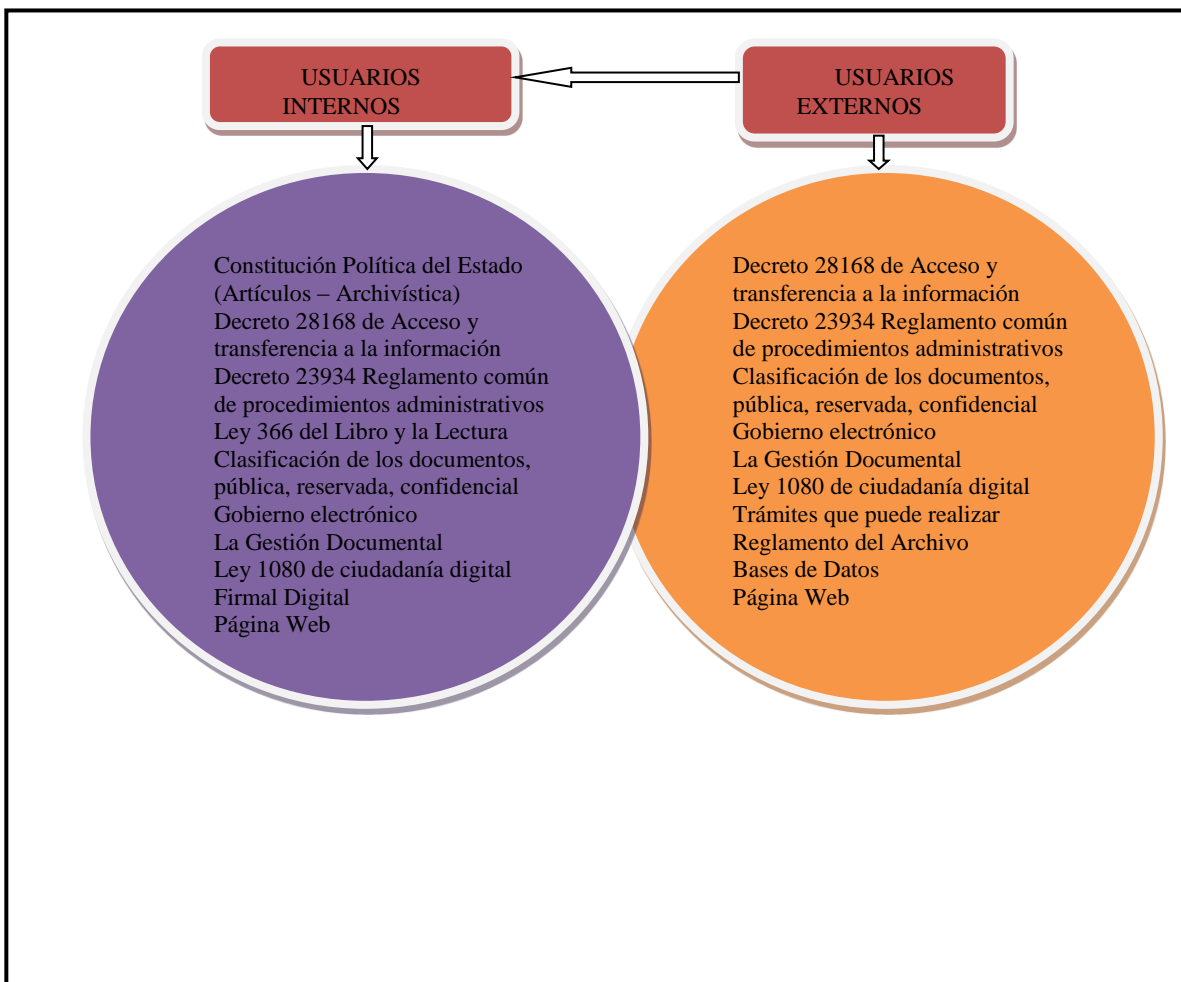 USUARIOS
INTERNOS
USUARIOS
EXTERNOS
Constitución Política del Estado
(Artículos – Archivística)
Decreto 28168 de Acceso y
transferencia a la información
Decreto 23934 Reglamento común
de procedimientos administrativos
Ley 366 del Libro y la Lectura
Clasificación de los documentos,
pública, reservada, confidencial
Gobierno electrónico
La Gestión Documental
Ley 1080 de ciudadanía digital
Firmal Digital
Página Web
Decreto 28168 de Acceso y
transferencia a la información
Decreto 23934 Reglamento común
de procedimientos administrativos
Clasificación de los documentos,
pública, reservada, confidencial
Gobierno electrónico
La Gestión Documental
Ley 1080 de ciudadanía digital
Trámites que puede realizar
Reglamento del Archivo
Bases de Datos
Página Web